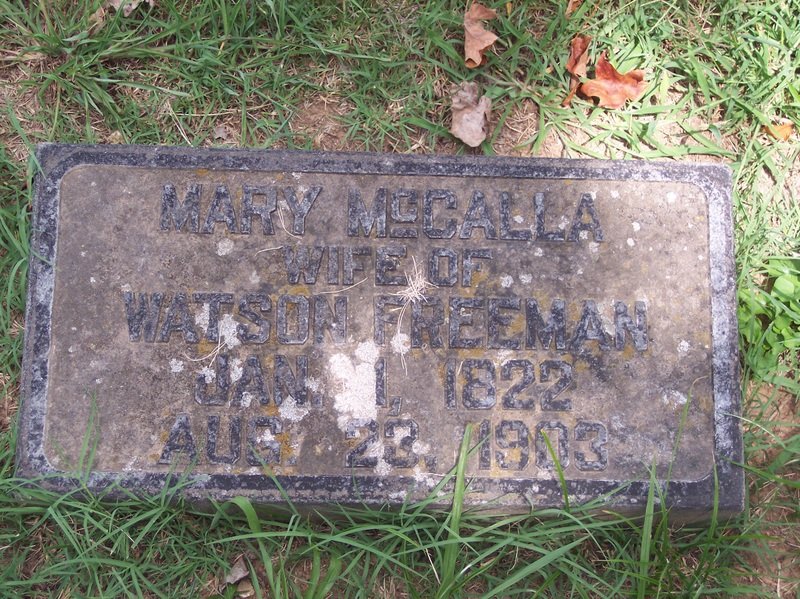 MARY McCALLA
WIFE OF
WATSON FREEMAN
JAN. 1, 1822
AUG. 23, 1903